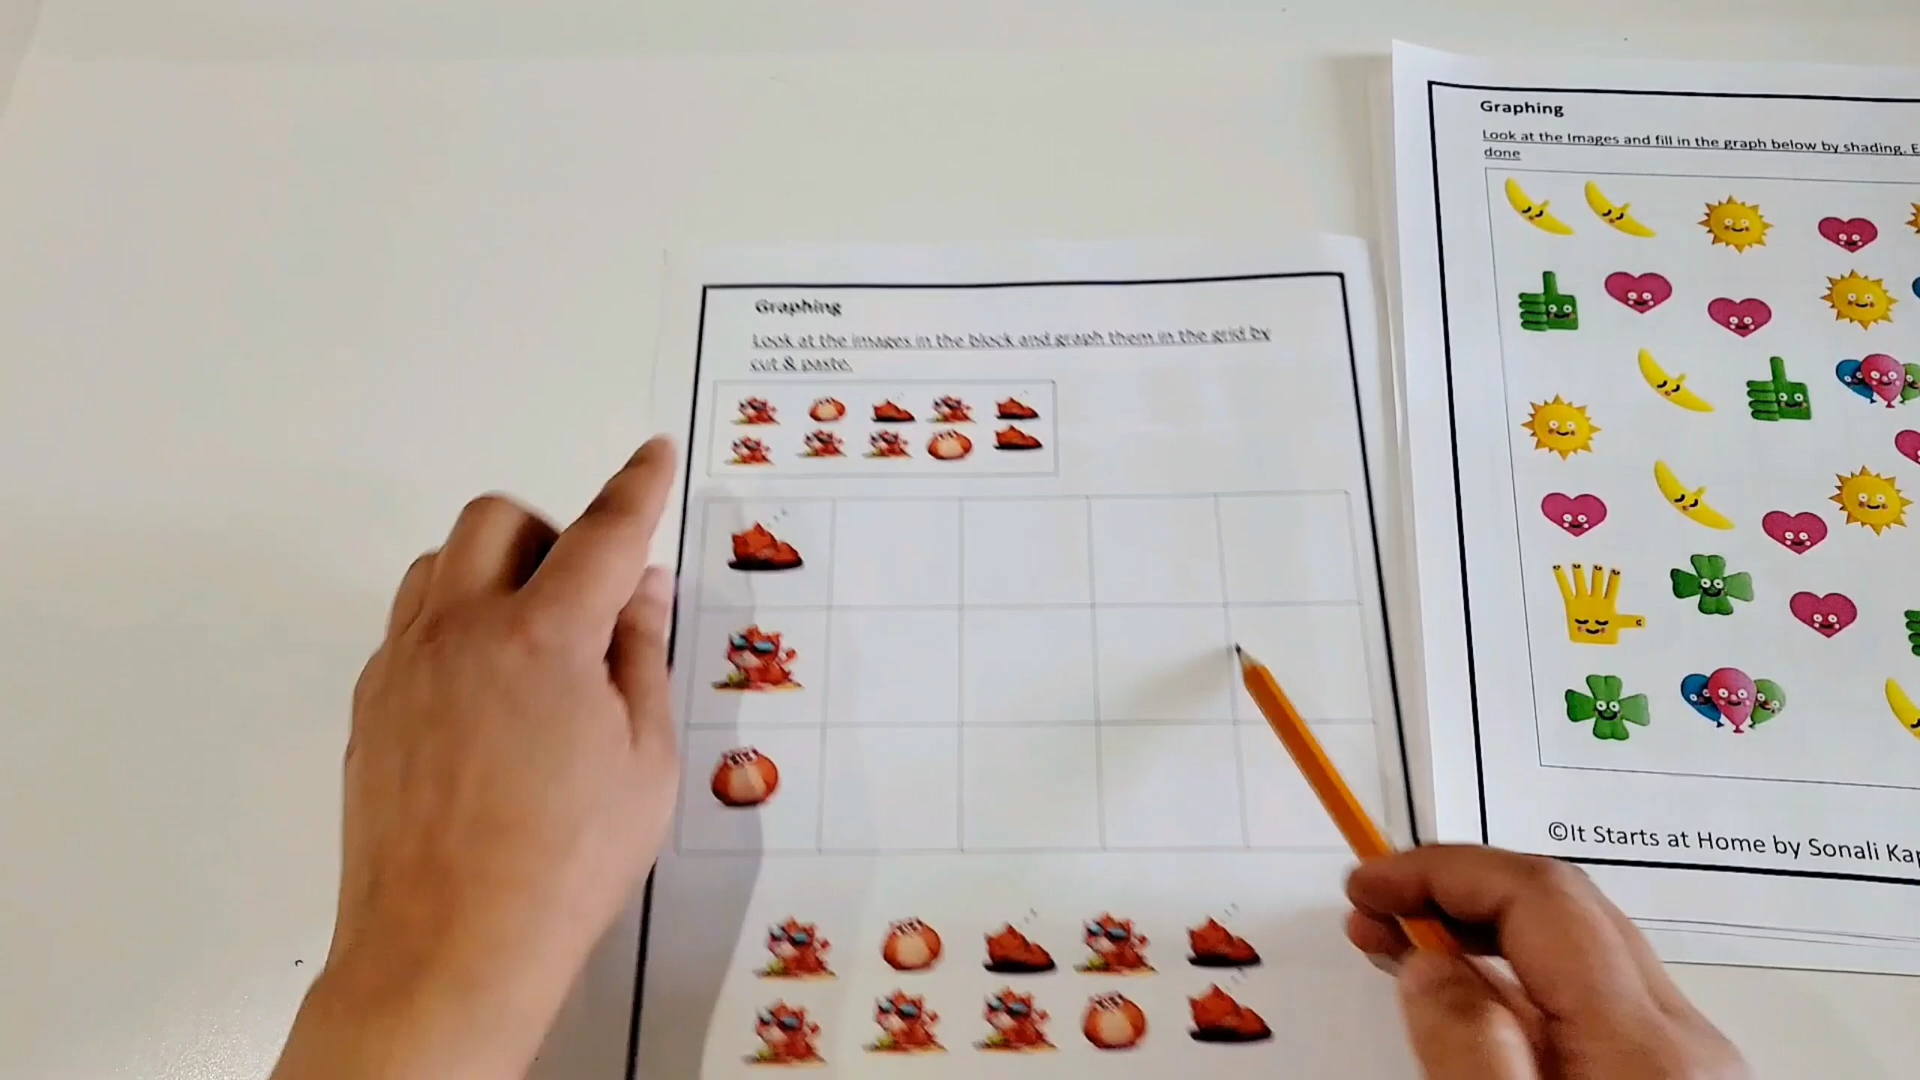 Graphing
Look at the images in the block and graph them in the grid by
cut & paste.
Graphing
Look at the Images and fill in the graph below by shading.
done
©It Starts at Home by Sonali